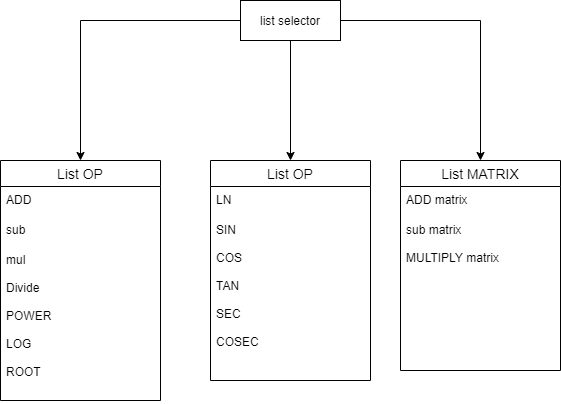 list selector
List OP
ADD
sub
mul
Divide
POWER
LOG
ROOT
List OP
LN
SIN
COS
TAN
SEC
COSEC
List MATRIX
ADD matrix
sub matrix
MULTIPLY matrix